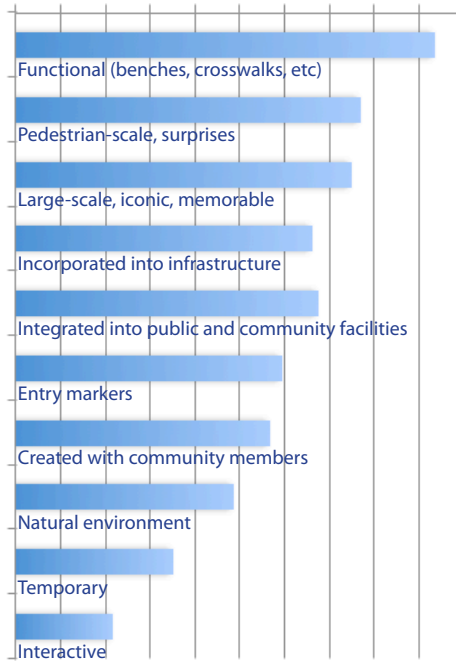 Functional (benches, crosswalks, etc)
Pedestrian-scale, surprises
Large-scale, iconic, memorable
Incorporated into infrastructure
Integrated into public and community facilities
Entry markers
Created with community members
Natural environment
Temporary
Interactive